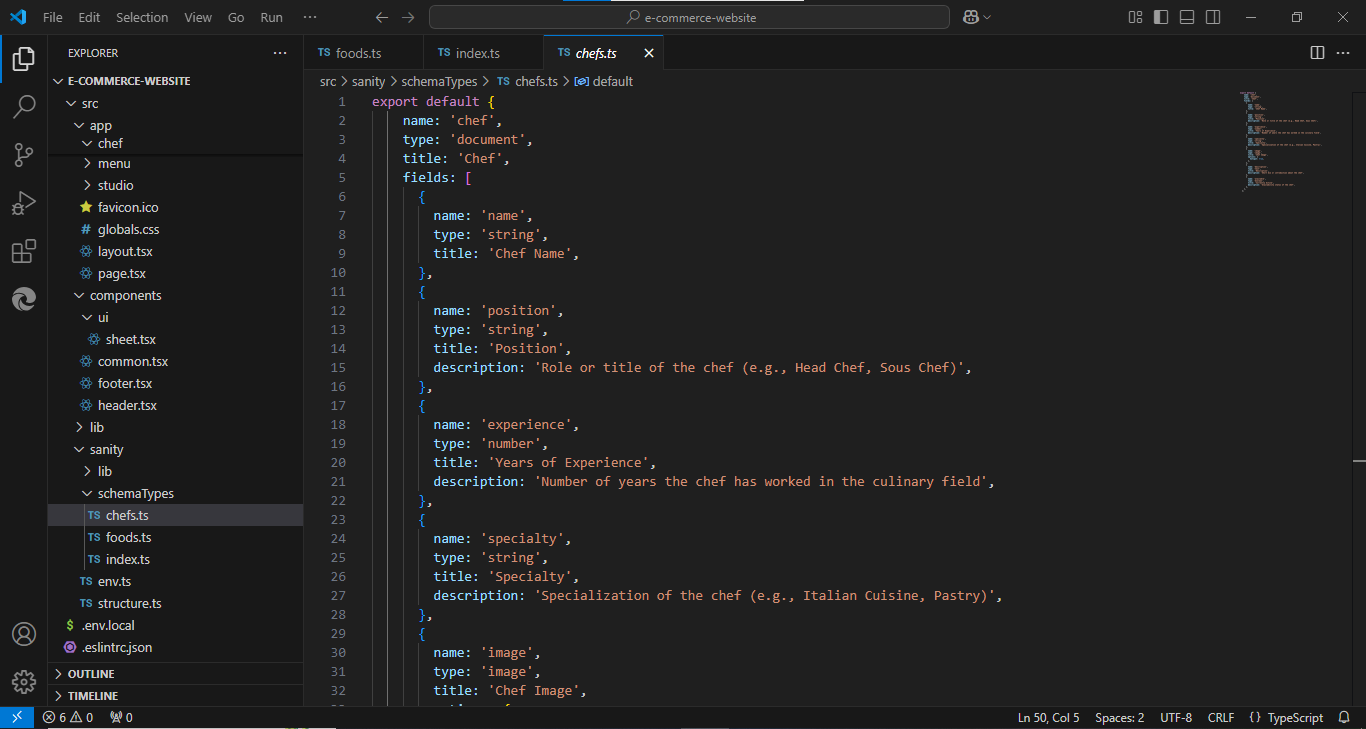 File Edit Selection View Go Run ··· e-commerce-website
EXPLORER ···
E-COMMERCE-WEBSITE
src
app
chef
menu
studio
favicon.ico
# globals.css
layout.tsx
page.tsx
components
ui
sheet.tsx
common.tsx
footer.tsx
header.tsx
lib
sanity
lib
schemaTypes
TS chefs.ts
TS foods.ts
TS index.ts
TS env.ts
TS structure.ts
$ .env.local
.eslintrc.json
OUTLINE
TIMELINE
TS foods.ts TS index.ts TS chefs.ts
src > sanity > schemaTypes > TS chefs.ts > default
1 export default {
2 name: 'chef',
3 type: 'document',
4 title: 'Chef',
5 fields: [
6 {
7 name: 'name',
8 type: 'string',
9 title: 'Chef Name',
10 },
11 {
12 name: 'position',
13 type: 'string',
14 title: 'Position',
15 description: 'Role or title of the chef (e.g., Head Chef, Sous Chef)',
16 },
17 {
18 name: 'experience',
19 type: 'number',
20 title: 'Years of Experience',
21 description: 'Number of years the chef has worked in the culinary field',
22 },
23 {
24 name: 'specialty',
25 type: 'string',
26 title: 'Specialty',
27 description: 'Specialization of the chef (e.g., Italian Cuisine, Pastry)',
28 },
29 {
30 name: 'image',
31 type: 'image',
32 title: 'Chef Image',
6 0 0 Ln 50, Col 5 Spaces: 2 UTF-8 CRLF {} TypeScript